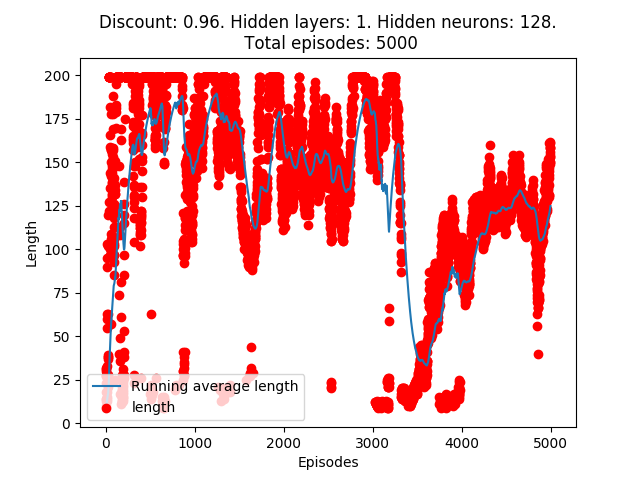 Discount: 0.96. Hidden layers: 1. Hidden neurons: 128.
Total episodes: 5000
200
175
150
125
100
75
50
25
0
Length
Running average length
length
0
1000
2000
3000
4000
5000
Episodes